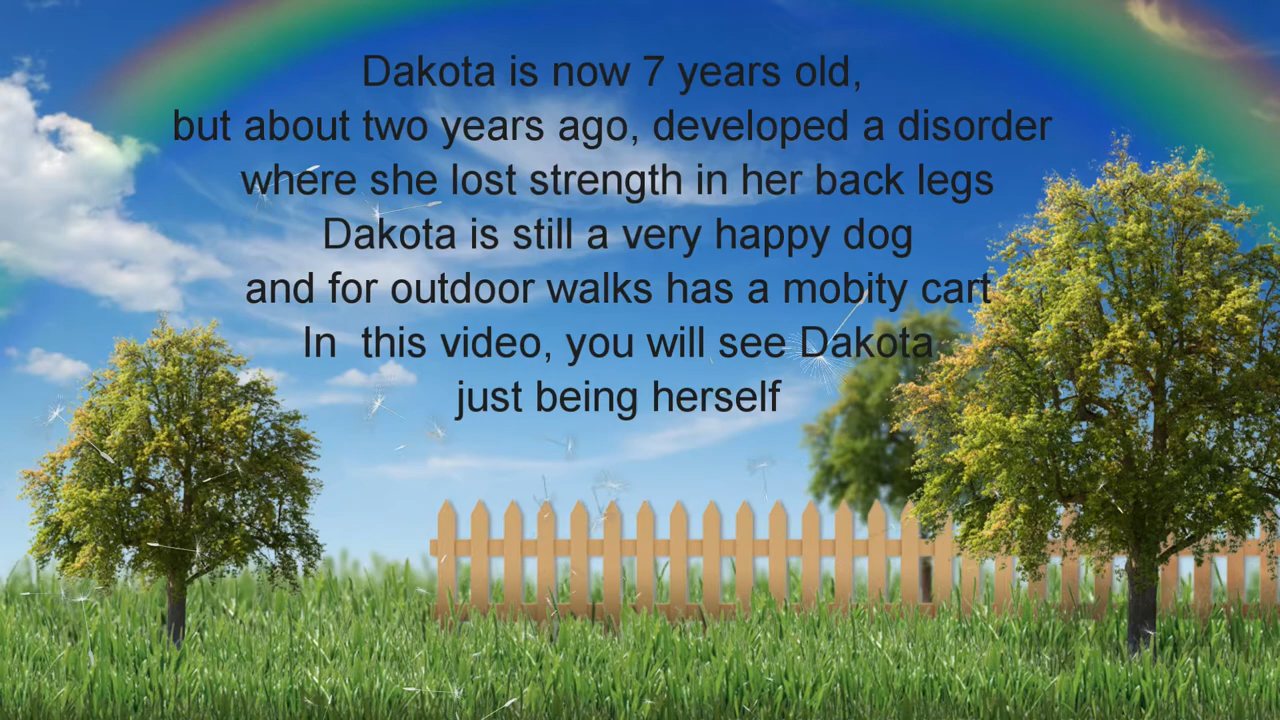 Dakota is now 7 years old,
but about two years ago, developed a disorder
where she lost strength in her back legs
Dakota is still a very happy dog
and for outdoor walks has a mobity cart
In  this video, you will see Dakota
just being herself